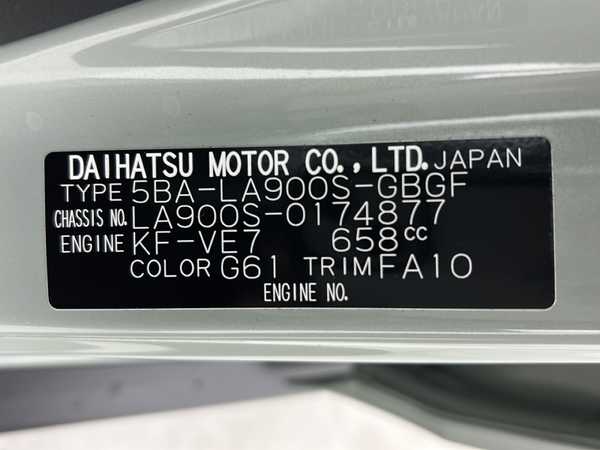 DAIHATSU MOTOR CO., LTD. JAPAN
TYPE 5BA-LA900S-GBGF
CHASSIS NO. LA900S-0174877
ENGINE KF-VE7 658cc
COLOR G61 TRIM FA10
ENGINE NO.